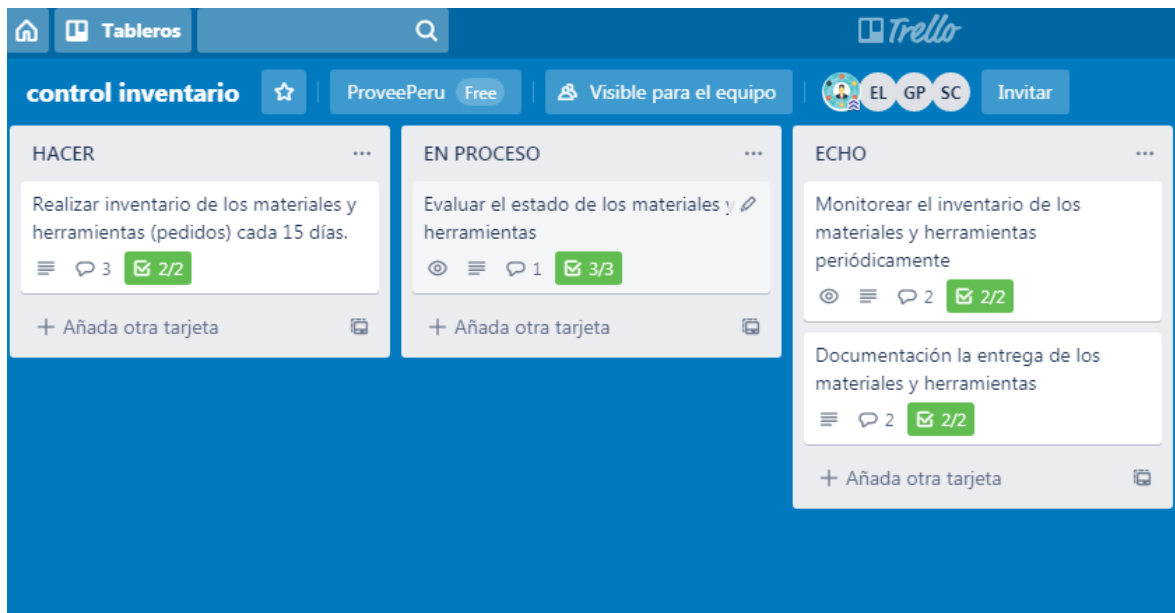 Tableros
Trello
control inventario
ProveePeru Free
Visible para el equipo
EL GP SC
Invitar
HACER
Realizar inventario de los materiales y
herramientas (pedidos) cada 15 días.
3 2/2
+ Añada otra tarjeta
EN PROCESO
Evaluar el estado de los materiales y
herramientas
1 3/3
+ Añada otra tarjeta
ECHO
Monitorear el inventario de los
materiales y herramientas
periódicamente
2 2/2
Documentación la entrega de los
materiales y herramientas
2 2/2
+ Añada otra tarjeta